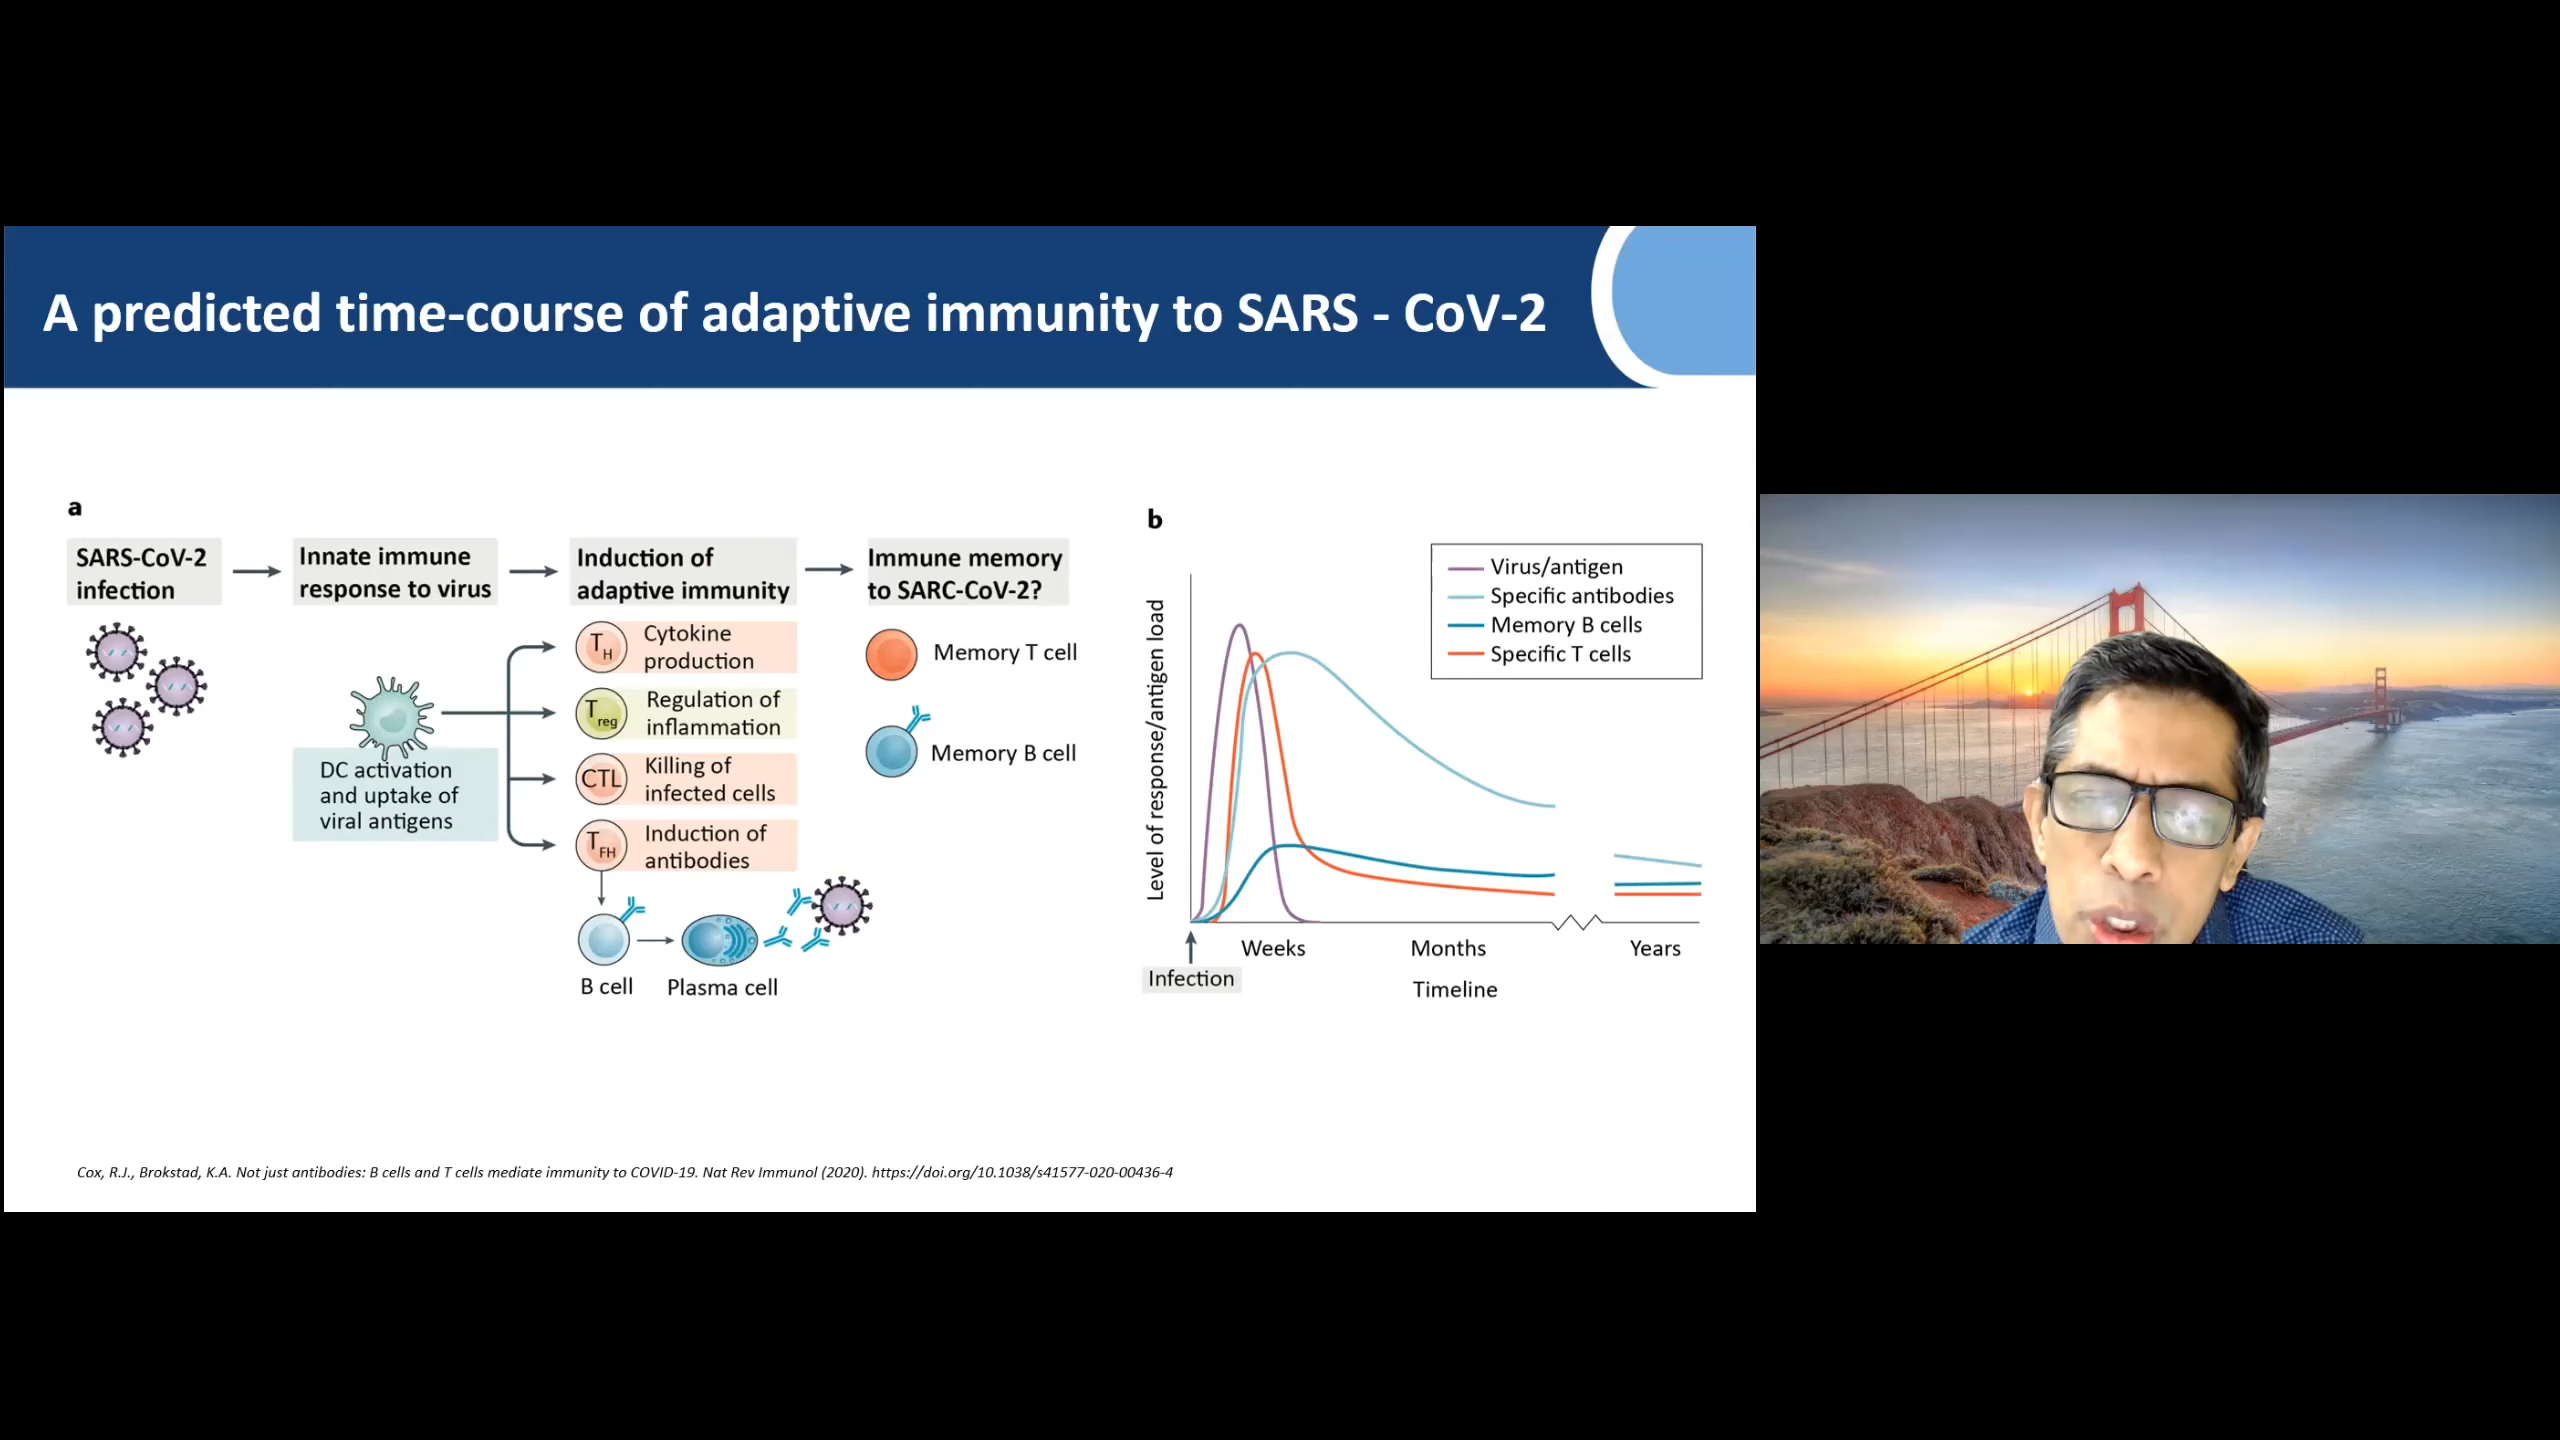 A predicted time-course of adaptive immunity to SARS - CoV-2
a
SARS-CoV-2
infection
Innate immune
response to virus
Induction of
adaptive immunity
Immune memory
to SARC-CoV-2?
DC activation
and uptake of
viral antigens
TH
Cytokine
production
Treg
Regulation of
inflammation
CTL
Killing of
infected cells
TFH
Induction of
antibodies
B cell
Plasma cell
Memory T cell
Memory B cell
b
Virus/antigen
Specific antibodies
Memory B cells
Specific T cells
Level of response/antigen load
Weeks
Months
Years
Infection
Timeline
Cox, R.J., Brokstad, K.A. Not just antibodies: B cells and T cells mediate immunity to COVID-19. Nat Rev Immunol (2020). https://doi.org/10.1038/s41577-020-00436-4